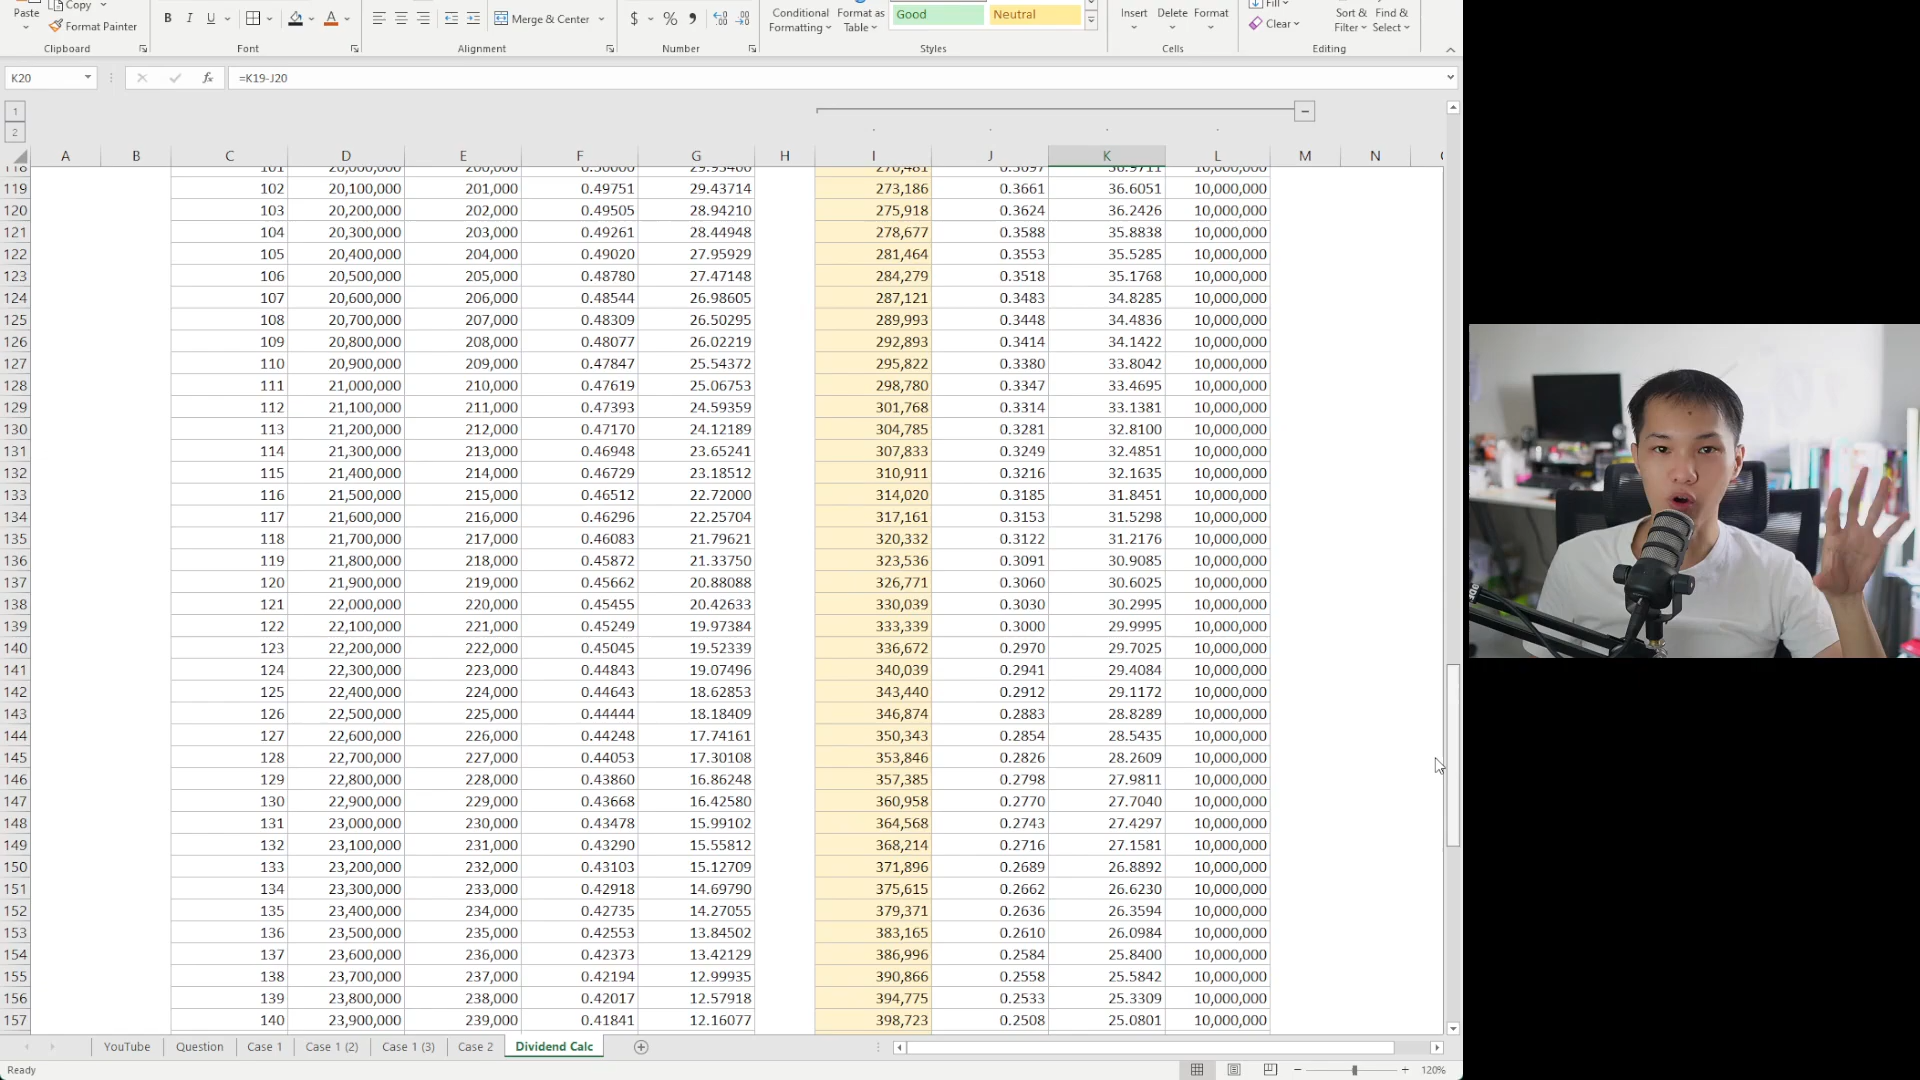 Paste Copy Format Painter B I U A Merge & Center $ % Conditional Formatting Format as Table Good Neutral Insert Delete Format Fill Clear Sort & Filter Find & Select
Clipboard Font Alignment Number Styles Cells Editing
K20 fx =K19-J20
1
2
A B C D E F G H I J K L M N
118 101 20,000,000 200,000 0.50000 29.93466 270,481 0.3697 36.9711 10,000,000
119 102 20,100,000 201,000 0.49751 29.43714 273,186 0.3661 36.6051 10,000,000
120 103 20,200,000 202,000 0.49505 28.94210 275,918 0.3624 36.2426 10,000,000
121 104 20,300,000 203,000 0.49261 28.44948 278,677 0.3588 35.8838 10,000,000
122 105 20,400,000 204,000 0.49020 27.95929 281,464 0.3553 35.5285 10,000,000
123 106 20,500,000 205,000 0.48780 27.47148 284,279 0.3518 35.1768 10,000,000
124 107 20,600,000 206,000 0.48544 26.98605 287,121 0.3483 34.8285 10,000,000
125 108 20,700,000 207,000 0.48309 26.50295 289,993 0.3448 34.4836 10,000,000
126 109 20,800,000 208,000 0.48077 26.02219 292,893 0.3414 34.1422 10,000,000
127 110 20,900,000 209,000 0.47847 25.54372 295,822 0.3380 33.8042 10,000,000
128 111 21,000,000 210,000 0.47619 25.06753 298,780 0.3347 33.4695 10,000,000
129 112 21,100,000 211,000 0.47393 24.59359 301,768 0.3314 33.1381 10,000,000
130 113 21,200,000 212,000 0.47170 24.12189 304,785 0.3281 32.8100 10,000,000
131 114 21,300,000 213,000 0.46948 23.65241 307,833 0.3249 32.4851 10,000,000
132 115 21,400,000 214,000 0.46729 23.18512 310,911 0.3216 32.1635 10,000,000
133 116 21,500,000 215,000 0.46512 22.72000 314,020 0.3185 31.8451 10,000,000
134 117 21,600,000 216,000 0.46296 22.25704 317,161 0.3153 31.5298 10,000,000
135 118 21,700,000 217,000 0.46083 21.79621 320,332 0.3122 31.2176 10,000,000
136 119 21,800,000 218,000 0.45872 21.33750 323,536 0.3091 30.9085 10,000,000
137 120 21,900,000 219,000 0.45662 20.88088 326,771 0.3060 30.6025 10,000,000
138 121 22,000,000 220,000 0.45455 20.42633 330,039 0.3030 30.2995 10,000,000
139 122 22,100,000 221,000 0.45249 19.97384 333,339 0.3000 29.9995 10,000,000
140 123 22,200,000 222,000 0.45045 19.52339 336,672 0.2970 29.7025 10,000,000
141 124 22,300,000 223,000 0.44843 19.07496 340,039 0.2941 29.4084 10,000,000
142 125 22,400,000 224,000 0.44643 18.62853 343,440 0.2912 29.1172 10,000,000
143 126 22,500,000 225,000 0.44444 18.18409 346,874 0.2883 28.8289 10,000,000
144 127 22,600,000 226,000 0.44248 17.74161 350,343 0.2854 28.5435 10,000,000
145 128 22,700,000 227,000 0.44053 17.30108 353,846 0.2826 28.2609 10,000,000
146 129 22,800,000 228,000 0.43860 16.86248 357,385 0.2798 27.9811 10,000,000
147 130 22,900,000 229,000 0.43668 16.42580 360,958 0.2770 27.7040 10,000,000
148 131 23,000,000 230,000 0.43478 15.99102 364,568 0.2743 27.4297 10,000,000
149 132 23,100,000 231,000 0.43290 15.55812 368,214 0.2716 27.1581 10,000,000
150 133 23,200,000 232,000 0.43103 15.12709 371,896 0.2689 26.8892 10,000,000
151 134 23,300,000 233,000 0.42918 14.69790 375,615 0.2662 26.6230 10,000,000
152 135 23,400,000 234,000 0.42735 14.27055 379,371 0.2636 26.3594 10,000,000
153 136 23,500,000 235,000 0.42553 13.84502 383,165 0.2610 26.0984 10,000,000
154 137 23,600,000 236,000 0.42373 13.42129 386,996 0.2584 25.8400 10,000,000
155 138 23,700,000 237,000 0.42194 12.99935 390,866 0.2558 25.5842 10,000,000
156 139 23,800,000 238,000 0.42017 12.57918 394,775 0.2533 25.3309 10,000,000
157 140 23,900,000 239,000 0.41841 12.16077 398,723 0.2508 25.0801 10,000,000
YouTube Question Case 1 Case 1 (2) Case 1 (3) Case 2 Dividend Calc
Ready 120%